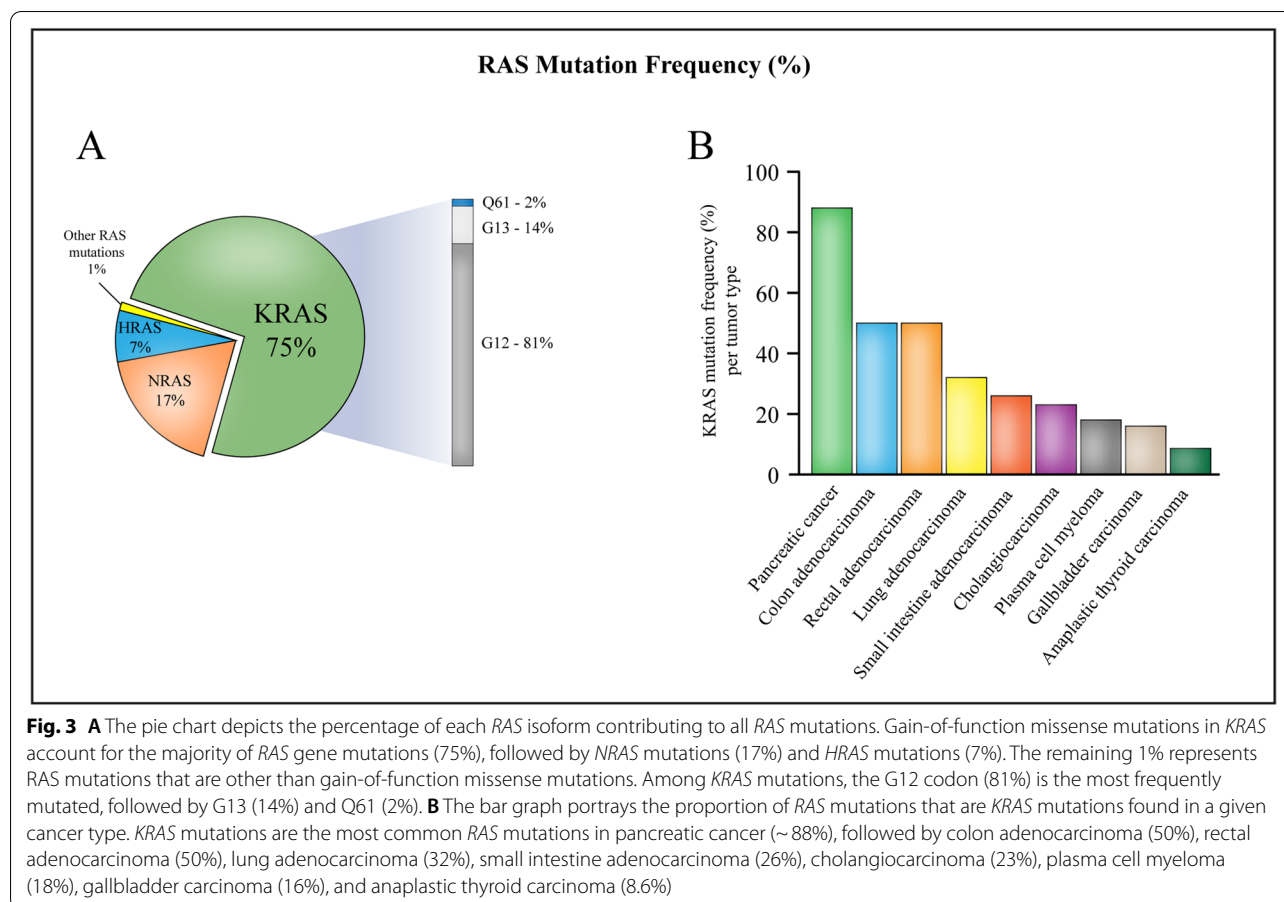 RAS Mutation Frequency (%)
A
Other RAS
mutations
1%
HRAS
7%
NRAS
17%
KRAS
75%
Q61 - 2%
G13 - 14%
G12 - 81%
B
KRAS mutation frequency (%)
per tumor type
100
80
60
40
20
0
Pancreatic cancer
Colon adenocarcinoma
Rectal adenocarcinoma
Lung adenocarcinoma
Small intestine adenocarcinoma
Cholangiocarcinoma
Plasma cell myeloma
Gallbladder carcinoma
Anaplastic thyroid carcinoma
Fig. 3 A The pie chart depicts the percentage of each RAS isoform contributing to all RAS mutations. Gain-of-function missense mutations in KRAS
account for the majority of RAS gene mutations (75%), followed by NRAS mutations (17%) and HRAS mutations (7%). The remaining 1% represents
RAS mutations that are other than gain-of-function missense mutations. Among KRAS mutations, the G12 codon (81%) is the most frequently
mutated, followed by G13 (14%) and Q61 (2%). B The bar graph portrays the proportion of RAS mutations that are KRAS mutations found in a given
cancer type. KRAS mutations are the most common RAS mutations in pancreatic cancer (~ 88%), followed by colon adenocarcinoma (50%), rectal
adenocarcinoma (50%), lung adenocarcinoma (32%), small intestine adenocarcinoma (26%), cholangiocarcinoma (23%), plasma cell myeloma
(18%), gallbladder carcinoma (16%), and anaplastic thyroid carcinoma (8.6%)